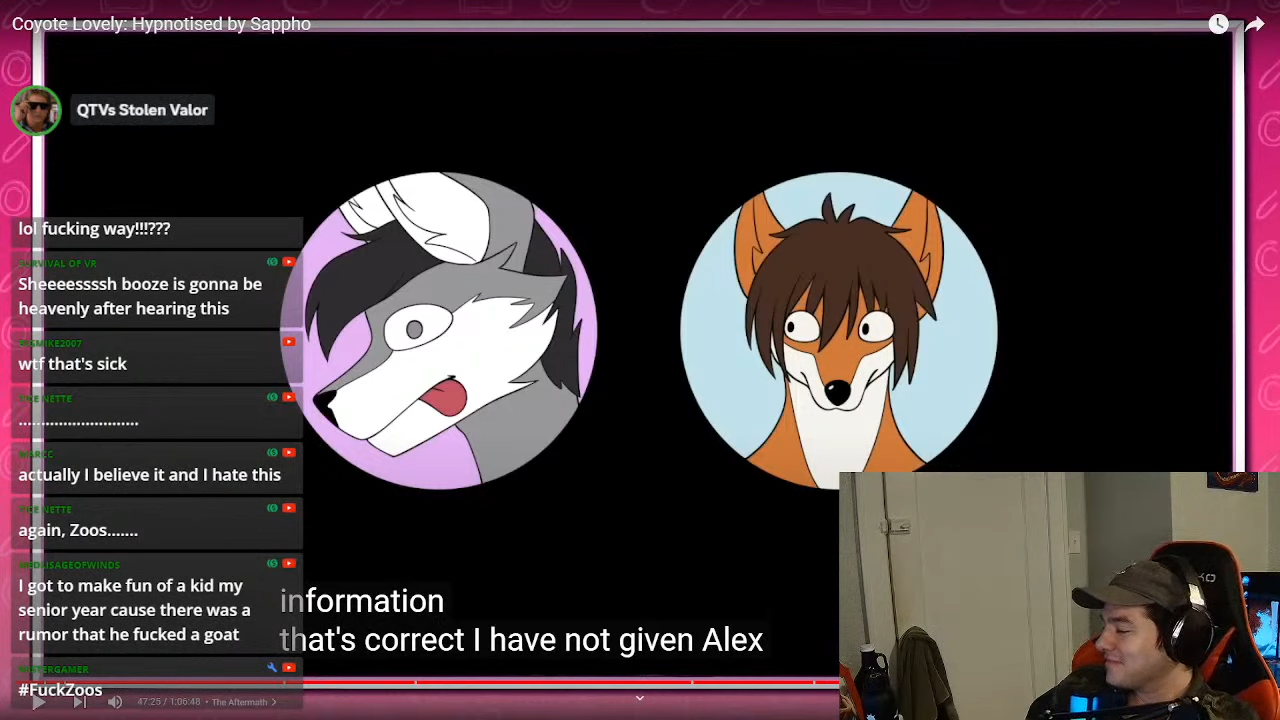 Coyote Lovely: Hypnotised by Sappho
QTVs Stolen Valor
lol fucking way!!!???
SURVIVAL OF VR
Sheeeessssh booze is gonna be
heavenly after hearing this
wtf that's sick
...........................
actually I believe it and I hate this
again, Zoos.......
I got to make fun of a kid my
senior year cause there was a
rumor that he fucked a goat
#FuckZoos
information
that's correct I have not given Alex
47:25 / 1:06:48 • The Aftermath